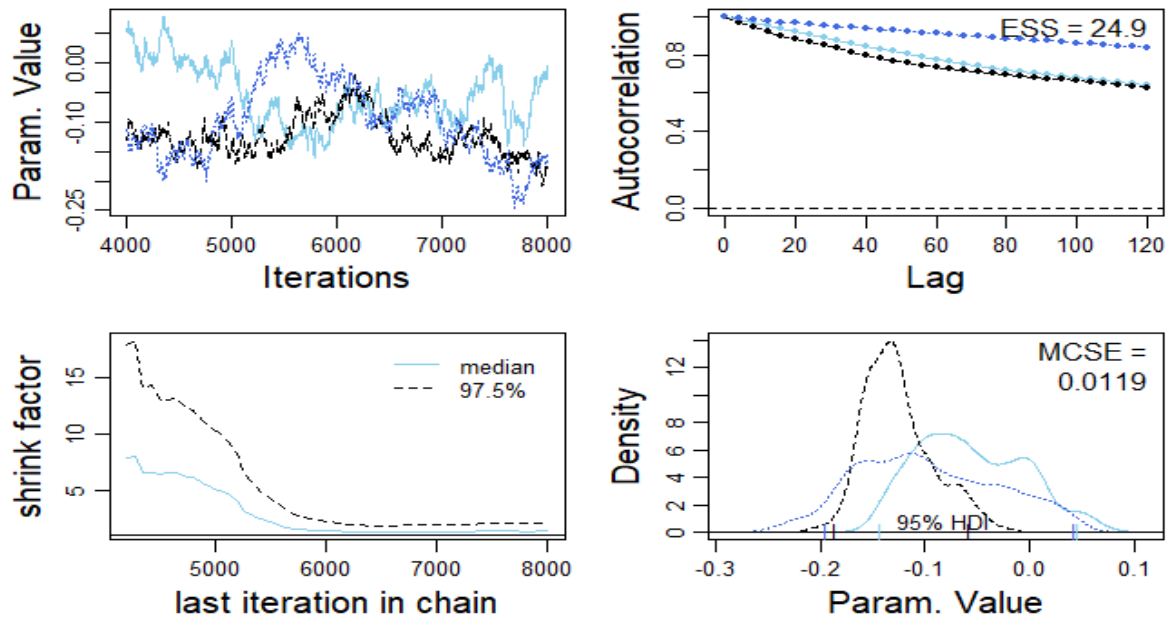 Param. Value
0.00
-0.10
-0.25
4000 5000 6000 7000 8000
Iterations
Autocorrelation
0.8
0.4
0.0
ESS = 24.9
0 20 40 60 80 100 120
Lag
shrink factor
15
10
5
median
97.5%
5000 6000 7000 8000
last iteration in chain
Density
12
8
6
4
2
0
MCSE =
0.0119
95% HDI
-0.3 -0.2 -0.1 0.0 0.1
Param. Value